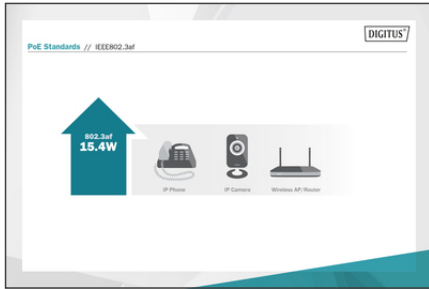 DIGITUS®
PoE Standards // IEEE802.3af
802.3af
15.4W
IP Phone
IP Camera
Wireless AP/Router